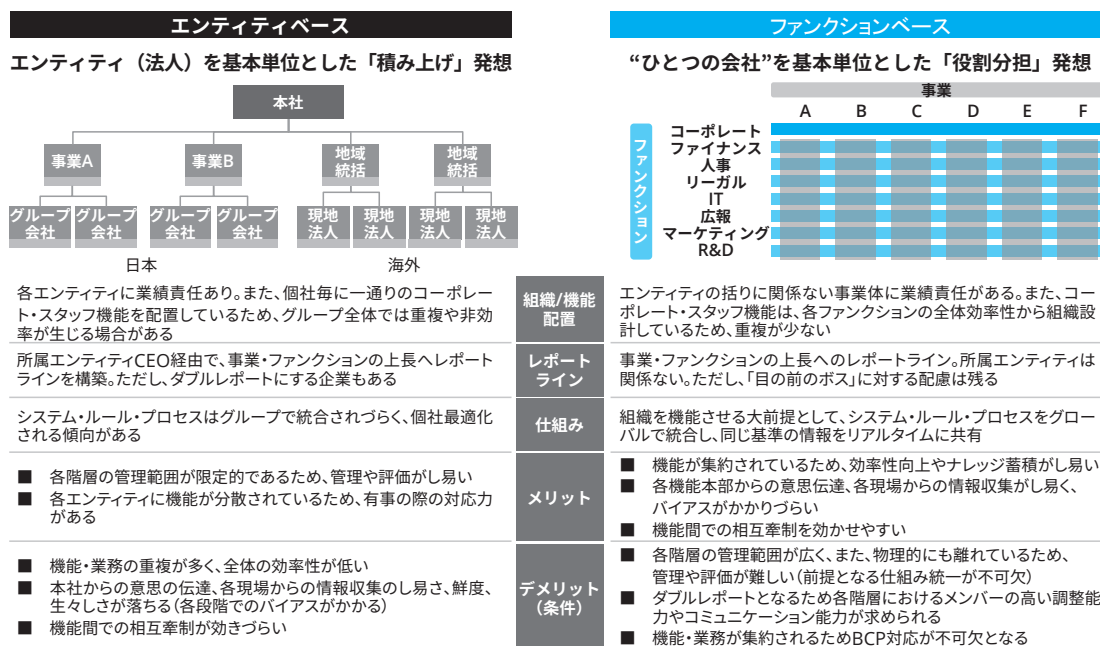 エンティティベース
エンティティ（法人）を基本単位とした「積み上げ」発想
本社
事業A
事業B
地域
統括
地域
統括
グループ
会社
グループ
会社
グループ
会社
グループ
会社
現地
法人
現地
法人
現地
法人
現地
法人
日本
海外
ファンクションベース
“ひとつの会社”を基本単位とした「役割分担」発想
事業
A B C D E F
ファンクション
コーポレート
ファイナンス
人事
リーガル
IT
広報
マーケティング
R&D
組織/機能
配置
各エンティティに業績責任あり。また、個社毎に一通りのコーポレー
ト・スタッフ機能を配置しているため、グループ全体では重複や非効
率が生じる場合がある
エンティティの括りに関係ない事業体に業績責任がある。また、コー
ポレート・スタッフ機能は、各ファンクションの全体効率性から組織設
計しているため、重複が少ない
レポート
ライン
所属エンティティCEO経由で、事業・ファンクションの上長へレポート
ラインを構築。ただし、ダブルレポートにする企業もある
事業・ファンクションの上長へのレポートライン。所属エンティティは
関係ない。ただし、「目の前のボス」に対する配慮は残る
仕組み
システム・ルール・プロセスはグループで統合されづらく、個社最適化
される傾向がある
組織を機能させる大前提として、システム・ルール・プロセスをグロー
バルで統合し、同じ基準の情報をリアルタイムに共有
メリット
■ 各階層の管理範囲が限定的であるため、管理や評価がし易い
■ 各エンティティに機能が分散されているため、有事の際の対応力
がある
■ 機能が集約されているため、効率性向上やナレッジ蓄積がし易い
■ 各機能本部からの意思伝達、各現場からの情報収集がし易く、
バイアスがかかりづらい
■ 機能間での相互牽制を効かせやすい
デメリット
（条件）
■ 機能・業務の重複が多く、全体の効率性が低い
■ 本社からの意思の伝達、各現場からの情報収集のし易さ、鮮度、
生々しさが落ちる（各段階でのバイアスがかかる）
■ 機能間での相互牽制が効きづらい
■ 各階層の管理範囲が広く、また、物理的にも離れているため、
管理や評価が難しい（前提となる仕組み統一が不可欠）
■ ダブルレポートとなるため各階層におけるメンバーの高い調整能
力やコミュニケーション能力が求められる
■ 機能・業務が集約されるためBCP対応が不可欠となる